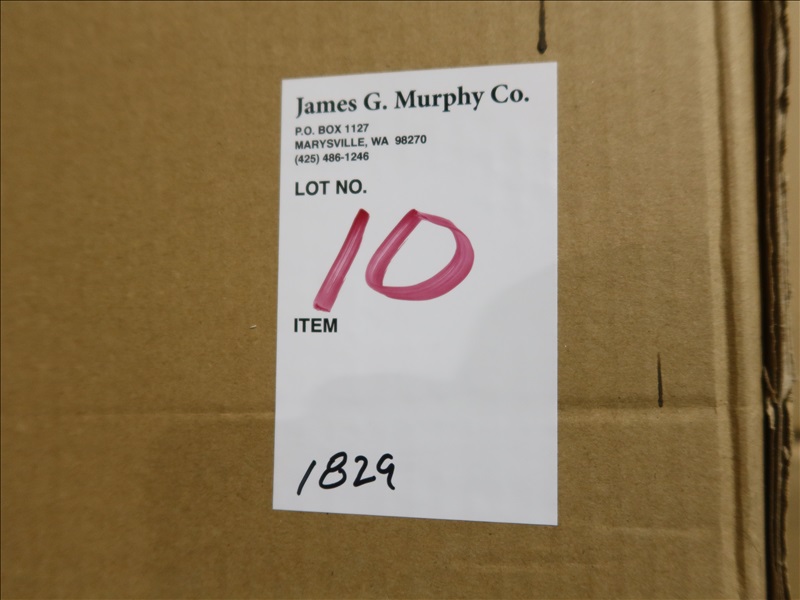 James G. Murphy Co.
P.O. BOX 1127
MARYSVILLE, WA 98270
(425) 486-1246
LOT NO.
10
ITEM
1829